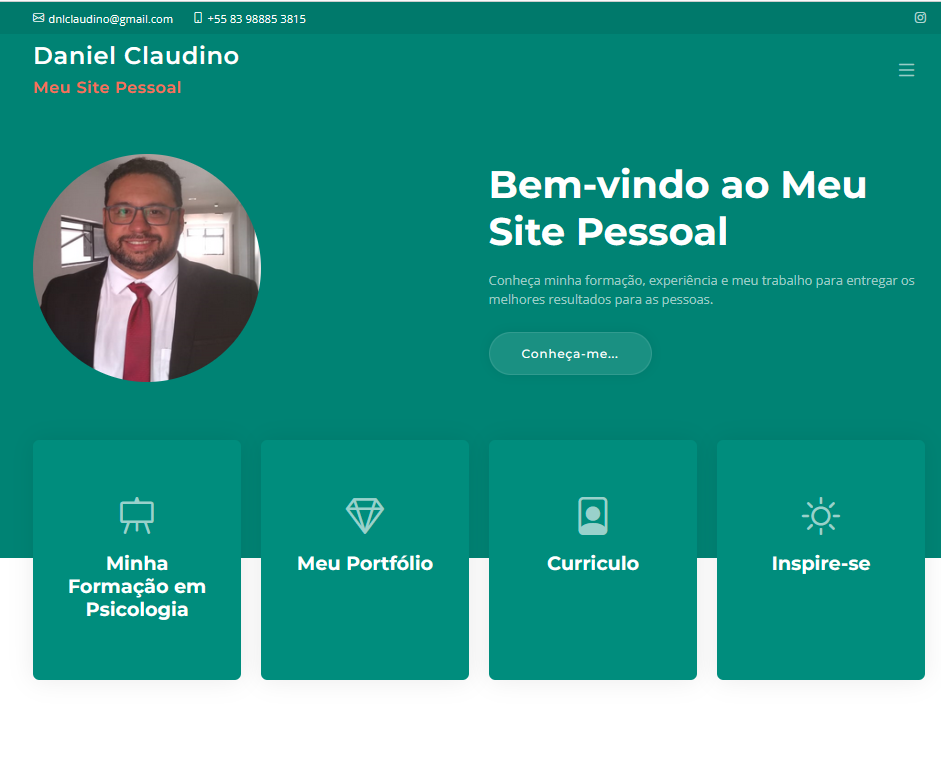 dnlclaudino@gmail.com +55 83 98885 3815
Daniel Claudino
Meu Site Pessoal
Bem-vindo ao Meu
Site Pessoal
Conheça minha formação, experiência e meu trabalho para entregar os
melhores resultados para as pessoas.
Conheça-me...
Minha
Formação em
Psicologia
Meu Portfólio
Curriculo
Inspire-se